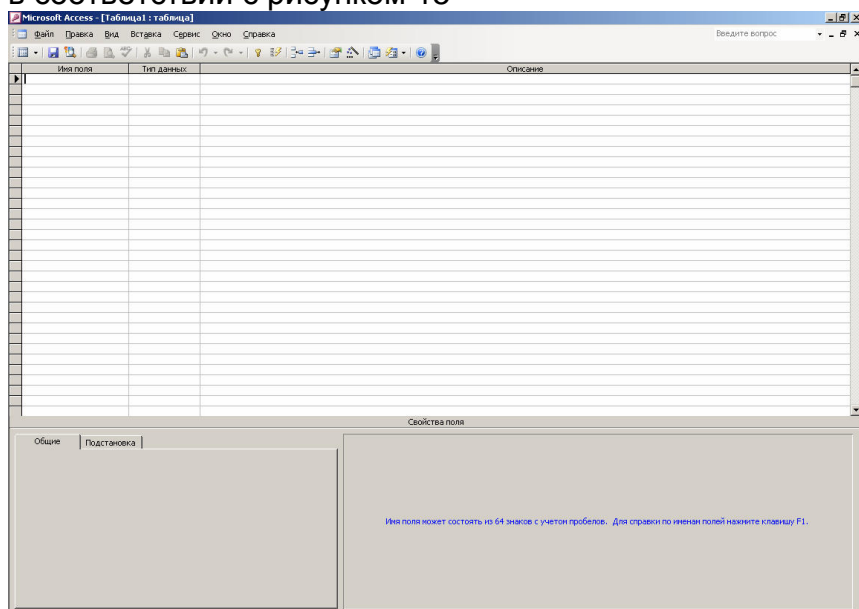 в соответствии с рисунком 18
Microsoft Access - [Таблица1 : таблица]
Файл Правка Вид Вставка Сервис Окно Справка
Введите вопрос
Имя поля Тип данных Описание
Свойства поля
Общие Подстановка
Имя поля может состоять из 64 знаков с учетом пробелов. Для справки по именам полей нажмите клавишу F1.